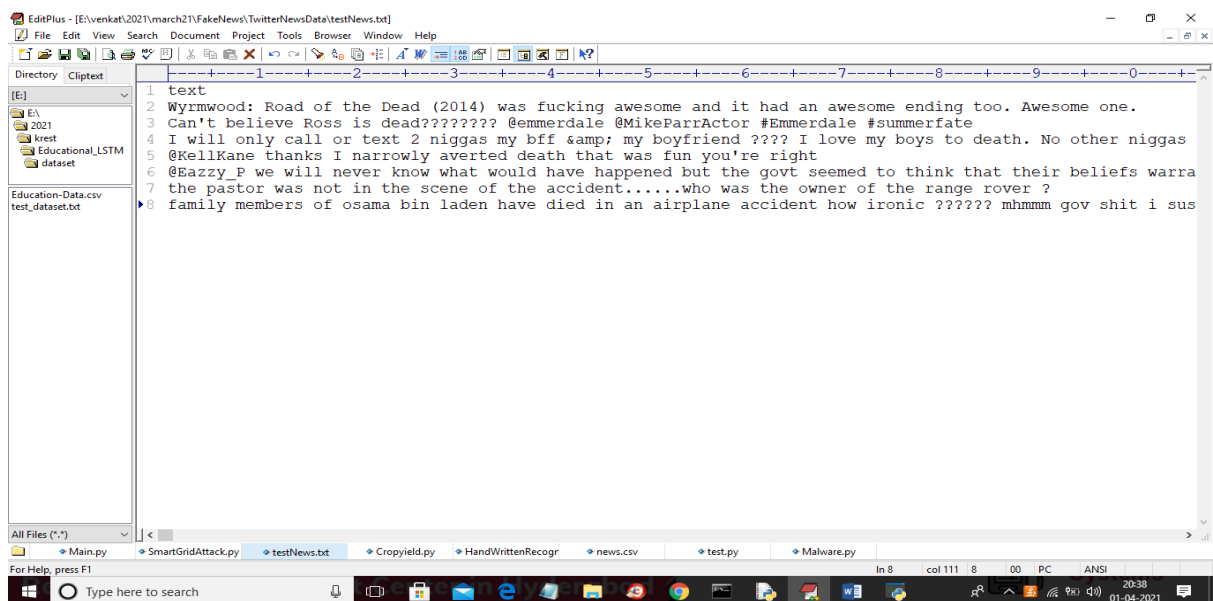 EditPlus - [E:\venkat\2021\march21\FakeNews\TwitterNewsData\testNews.txt]
File Edit View Search Document Project Tools Browser Window Help
Directory Cliptext
----+----1----+----2----+----3----+----4----+----5----+----6----+----7----+----8----+----9----+----0----+-
[E:]
E:\
2021
krest
Educational_LSTM
dataset
Education-Data.csv
test_dataset.txt
1 text
2 Wyrmwood: Road of the Dead (2014) was fucking awesome and it had an awesome ending too. Awesome one.
3 Can't believe Ross is dead???????? @emmerdale @MikeParrActor #Emmerdale #summerfate
4 I will only call or text 2 niggas my bff &amp; my boyfriend ???? I love my boys to death. No other niggas
5 @KellKane thanks I narrowly averted death that was fun you're right
6 @Eazzy_P we will never know what would have happened but the govt seemed to think that their beliefs warra
7 the pastor was not in the scene of the accident......who was the owner of the range rover ?
8 family members of osama bin laden have died in an airplane accident how ironic ?????? mhmmm gov shit i sus
All Files (*.*)
Main.py SmartGridAttack.py testNews.txt Cropyield.py HandWrittenRecogr news.csv test.py Malware.py
For Help, press F1 ln 8 col 111 8 00 PC ANSI
Type here to search
20:38
01-04-2021